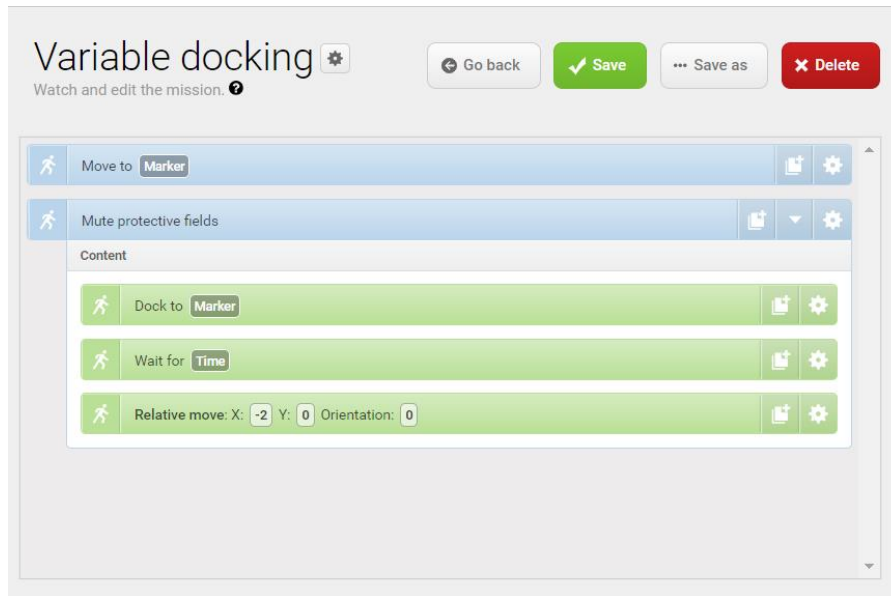 Variable docking
Go back
Save
Save as
Delete
Watch and edit the mission.
Move to Marker
Mute protective fields
Content
Dock to Marker
Wait for Time
Relative move: X: -2 Y: 0 Orientation: 0